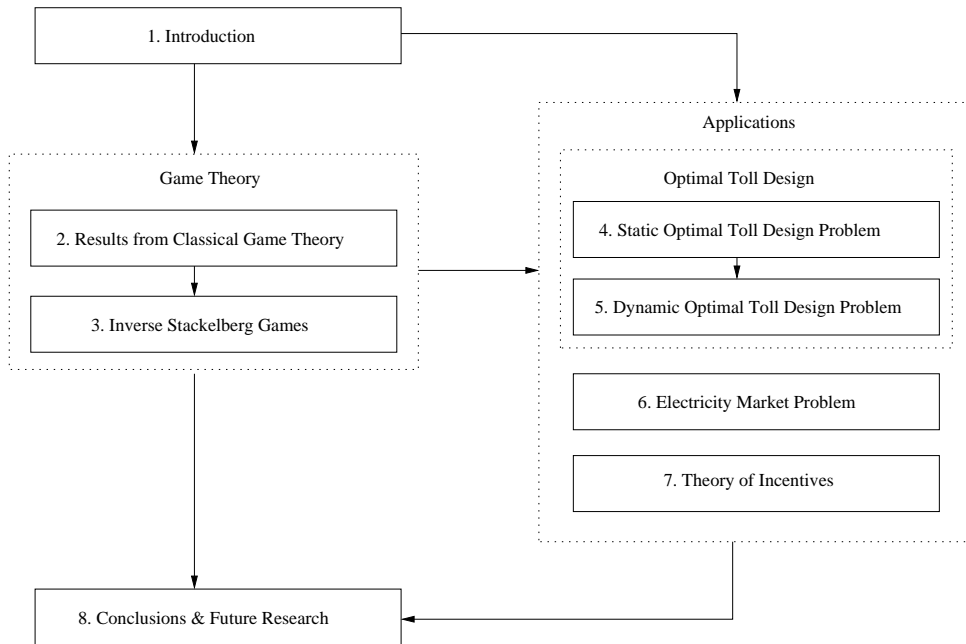 1. Introduction
Game Theory
2. Results from Classical Game Theory
3. Inverse Stackelberg Games
Applications
Optimal Toll Design
4. Static Optimal Toll Design Problem
5. Dynamic Optimal Toll Design Problem
6. Electricity Market Problem
7. Theory of Incentives
8. Conclusions & Future Research